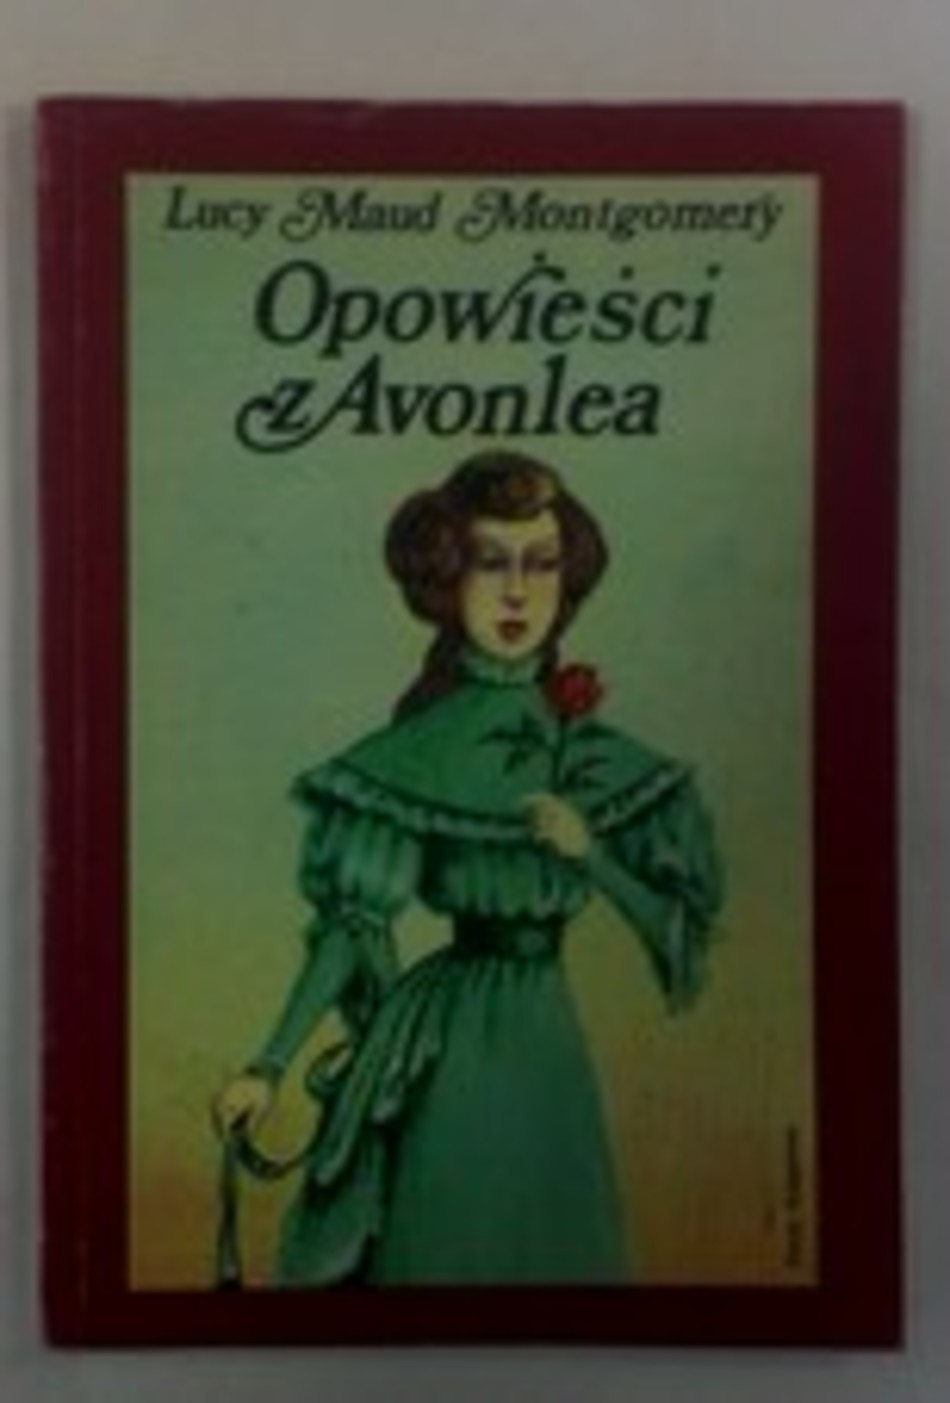 Lucy Maud Montgomery
Opowieści
z Avonlea